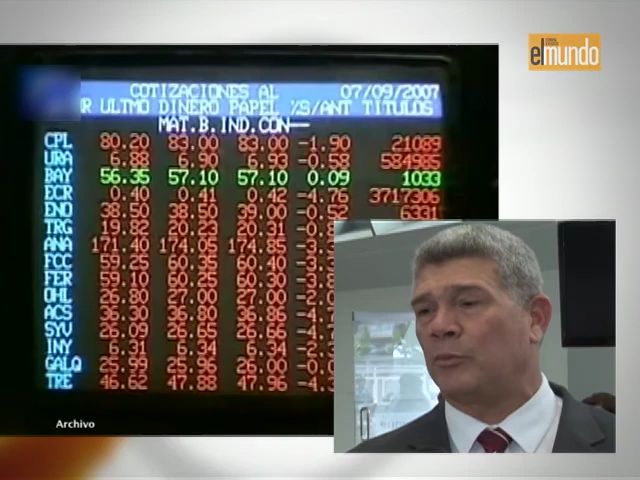 elmundo
COTIZACIONES AL 07/09/2007
R ULTMO DINERO PAPEL %S/ANT TITULOS
MAT.B.IND.CON--
CPL 80.20 83.00 83.00 -1.90 21089
URA 6.88 6.90 6.93 -0.58 584985
BAY 56.35 57.10 57.10 0.09 1033
ECR 0.40 0.41 0.42 -4.76 3717306
ENO 38.50 38.50 39.00 -0.52 6331
TRG 19.82 20.23 20.31
ANA 171.40 174.05 174.85
FCC 59.25 60.35 60.40
FER 59.10 60.25 60.30
OHL 26.80 27.00 27.00
ACS 36.30 36.80 36.86
SYV 26.09 26.65 26.66
INY 6.31 6.34 6.34
GALQ 25.99 25.96 26.00
TRE 46.62 47.88 47.96
Archivo